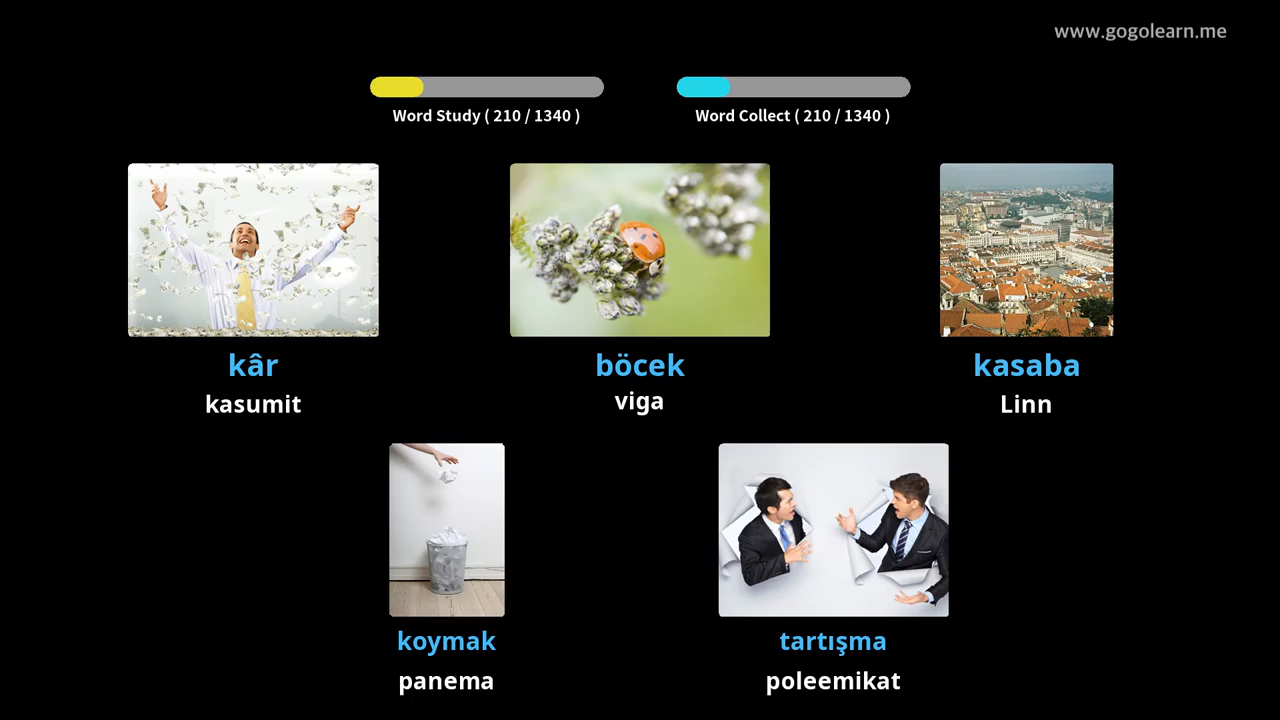 www.gogolearn.me
Word Study ( 210 / 1340 )
Word Collect ( 210 / 1340 )
kâr
böcek
kasaba
kasumit
viga
Linn
koymak
tartışma
panema
poleemikat